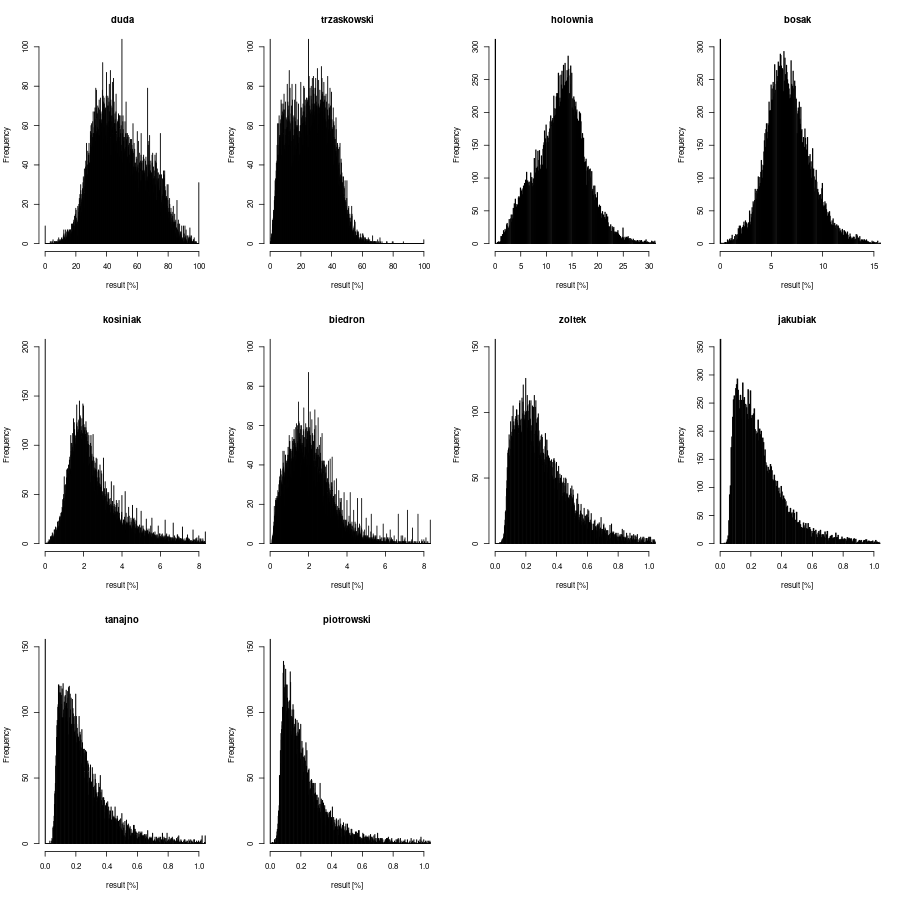 duda
Frequency
0 20 40 60 80 100
0 20 40 60 80 100
result [%]
trzaskowski
Frequency
0 20 40 60 80 100
0 20 40 60 80 100
result [%]
holownia
Frequency
0 50 100 150 200 250 300
0 5 10 15 20 25 30
result [%]
bosak
Frequency
0 50 100 150 200 250 300
0 5 10 15
result [%]
kosiniak
Frequency
0 50 100 150 200
0 2 4 6 8
result [%]
biedron
Frequency
0 20 40 60 80 100
0 2 4 6 8
result [%]
zoltek
Frequency
0 50 100 150
0.0 0.2 0.4 0.6 0.8 1.0
result [%]
jakubiak
Frequency
0 50 100 150 200 250 300 350
0.0 0.2 0.4 0.6 0.8 1.0
result [%]
tanajno
Frequency
0 50 100 150
0.0 0.2 0.4 0.6 0.8 1.0
result [%]
piotrowski
Frequency
0 50 100 150
0.0 0.2 0.4 0.6 0.8 1.0
result [%]